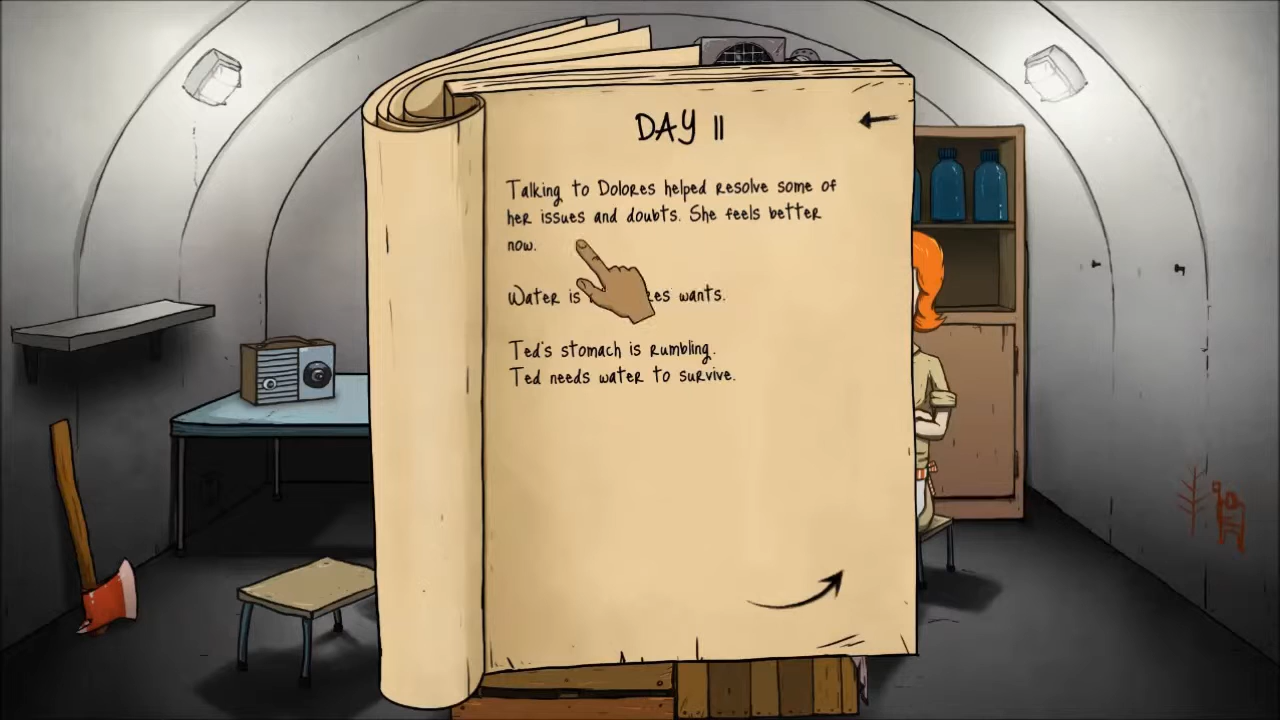 DAY 11
Talking to Dolores helped resolve some of
her issues and doubts. She feels better
now.
Water is wants.
Ted's stomach is rumbling.
Ted needs water to survive.